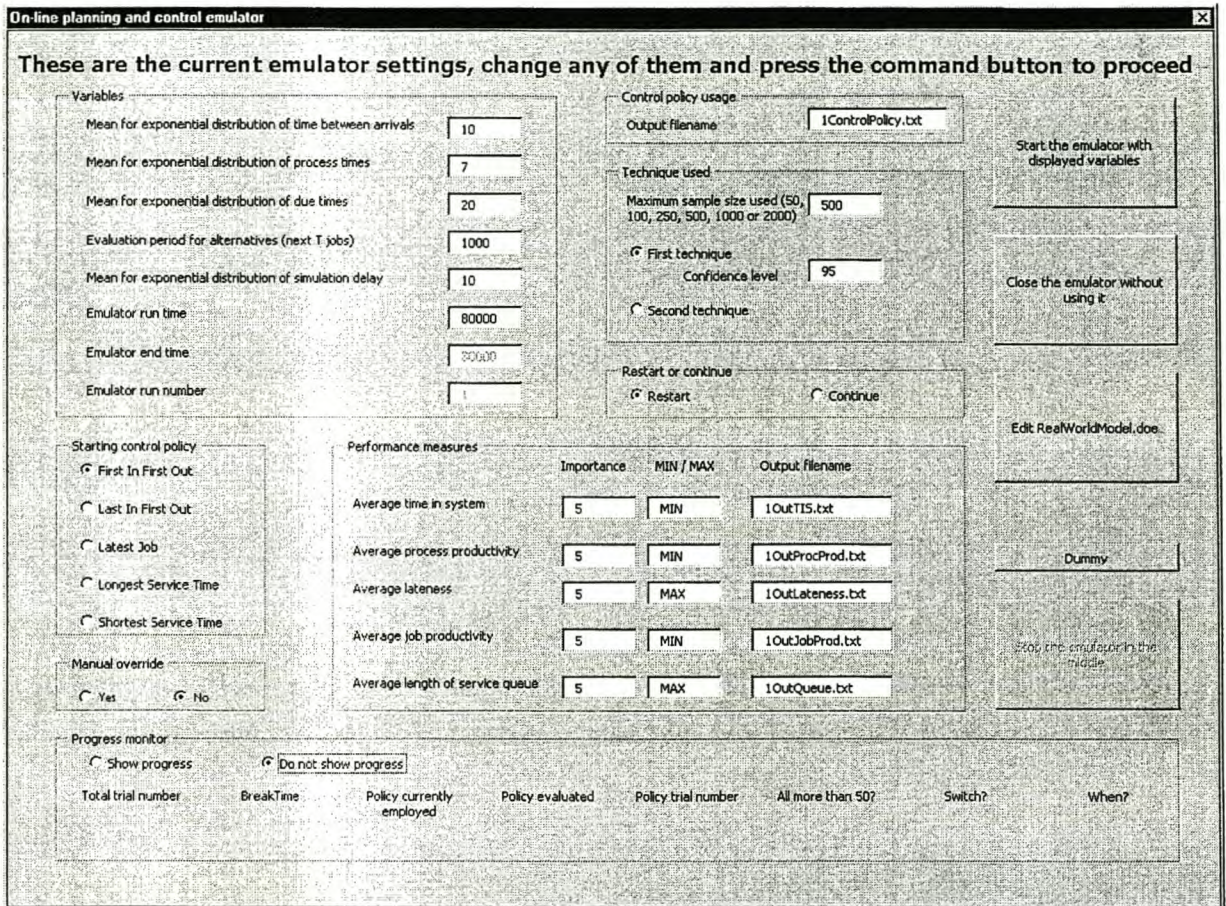 On-line planning and control emulator
These are the current emulator settings, change any of them and press the command button to proceed
Variables
Mean for exponential distribution of time between arrivals 10
Mean for exponential distribution of process times 7
Mean for exponential distribution of due times 20
Evaluation period for alternatives (next T jobs) 1000
Mean for exponential distribution of simulation delay 10
Emulator run time 80000
Emulator end time 80000
Emulator run number 1
Control policy usage
Output filename 1ControlPolicy.txt
Technique used
Maximum sample size used (50, 500
100, 250, 500, 1000 or 2000)
First technique
Confidence level 95
Second technique
Restart or continue
Restart Continue
Start the emulator with
displayed variables
Close the emulator without
using it
Edit RealWorldModel.doe
Dummy
Stop the emulator in the
middle
Starting control policy
First In First Out
Last In First Out
Latest Job
Longest Service Time
Shortest Service Time
Manual override
Yes No
Performance measures
Importance MIN / MAX Output filename
Average time in system 5 MIN 1OutTIS.txt
Average process productivity 5 MIN 1OutProcProd.txt
Average lateness 5 MAX 1OutLateness.txt
Average job productivity 5 MIN 1OutJobProd.txt
Average length of service queue 5 MAX 1OutQueue.txt
Progress monitor
Show progress Do not show progress
Total trial number BreakTime Policy currently Policy evaluated Policy trial number All more than 50? Switch? When?
employed